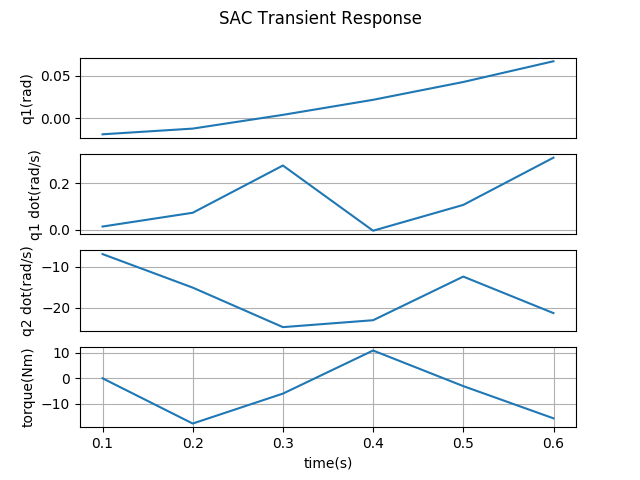 SAC Transient Response
q1(rad)
0.05
0.00
q1 dot(rad/s)
0.2
0.0
q2 dot(rad/s)
−10
−20
torque(Nm)
10
0
−10
0.1 0.2 0.3 0.4 0.5 0.6
time(s)